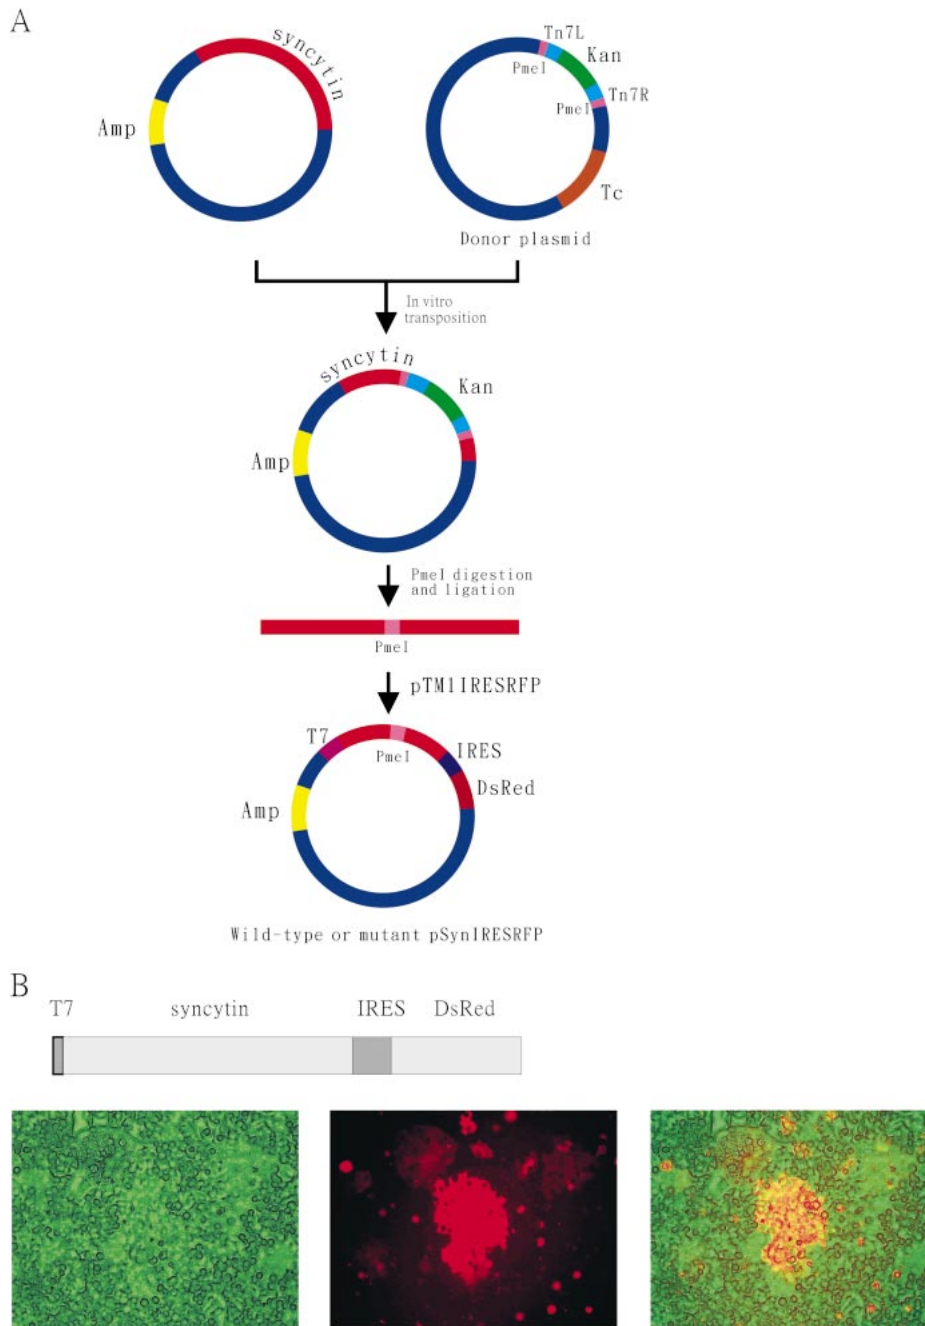 A
syncytin
Amp
Tn7L
PmeI
Kan
Tn7R
PmeI
Tc
Donor plasmid
In vitro
transposition
syncytin
Kan
Amp
PmeI digestion
and ligation
PmeI
pTM1IRESRFP
T7
PmeI
IRES
DsRed
Amp
Wild-type or mutant pSynIRESRFP
B
T7 syncytin IRES DsRed